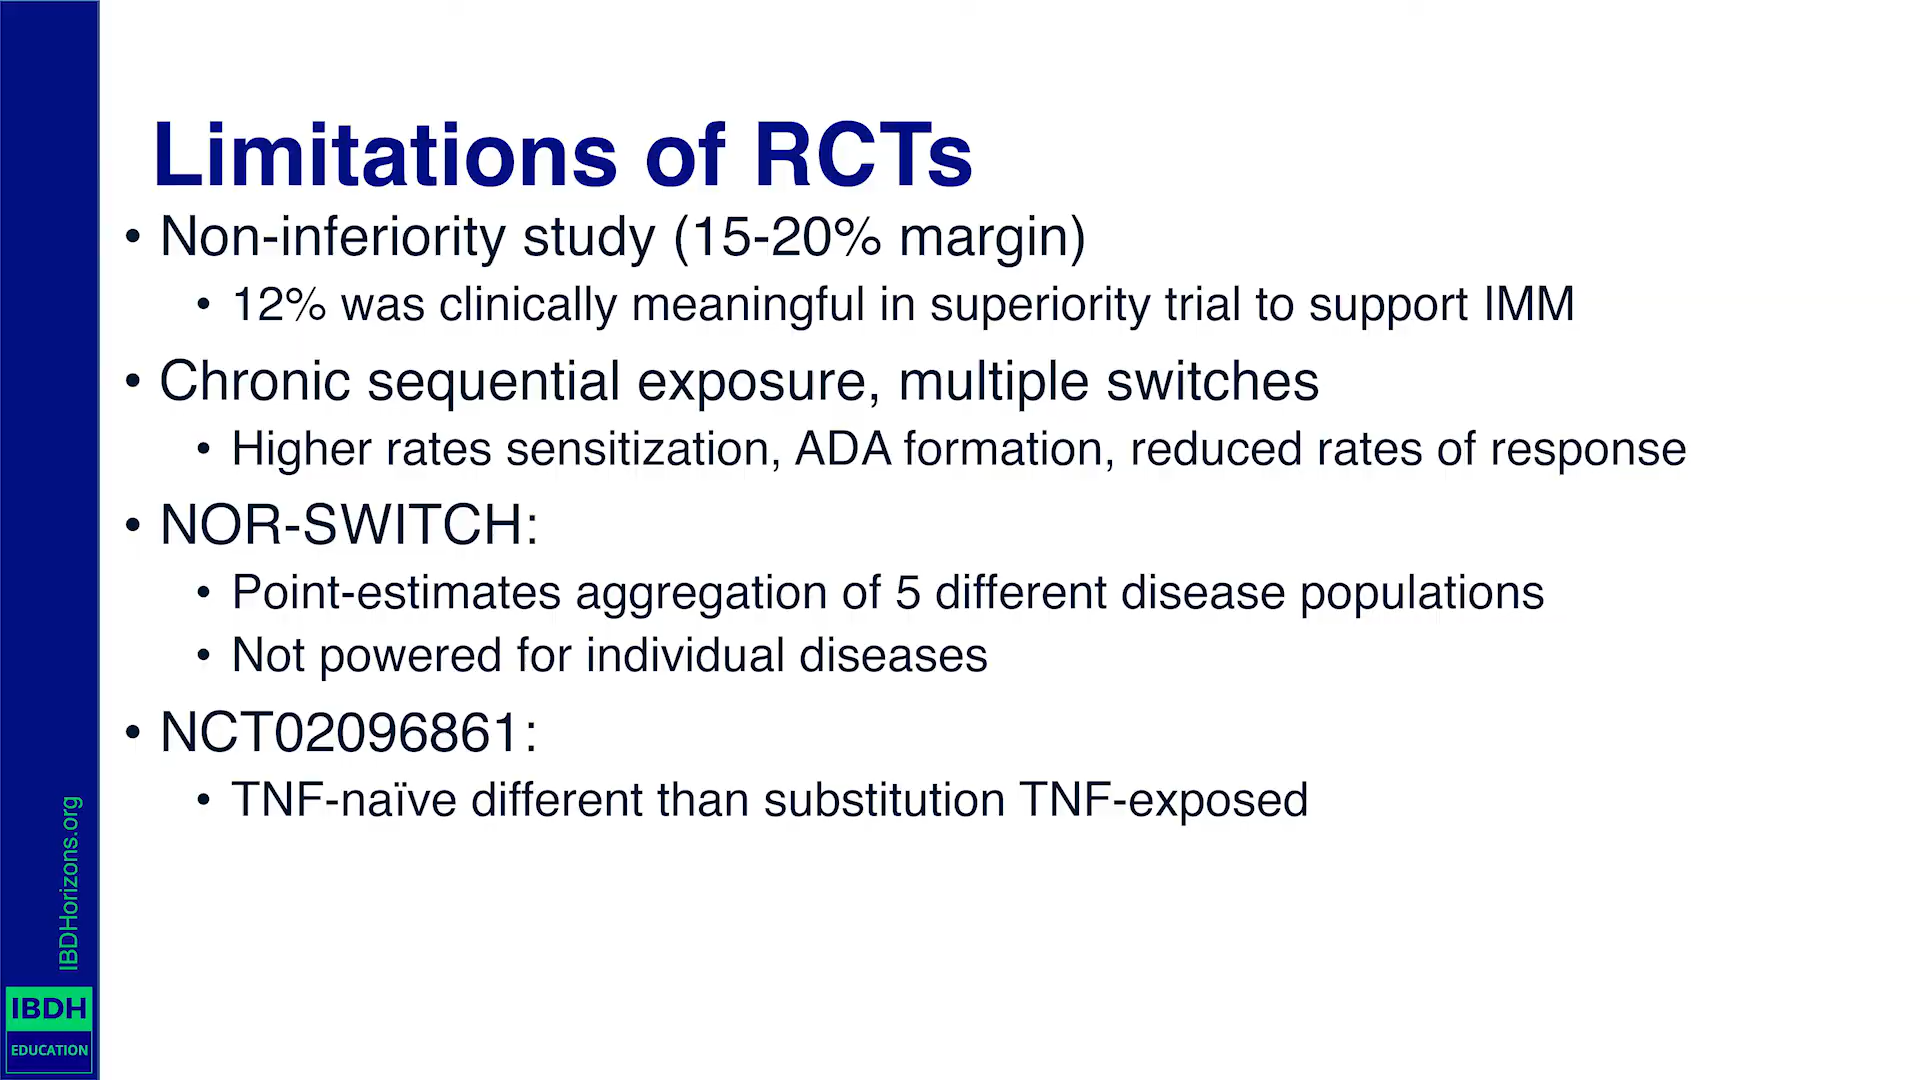 Limitations of RCTs
• Non-inferiority study (15-20% margin)
• 12% was clinically meaningful in superiority trial to support IMM
• Chronic sequential exposure, multiple switches
• Higher rates sensitization, ADA formation, reduced rates of response
• NOR-SWITCH:
• Point-estimates aggregation of 5 different disease populations
• Not powered for individual diseases
• NCT02096861:
• TNF-naïve different than substitution TNF-exposed
IBDHorizons.org
IBDH
EDUCATION